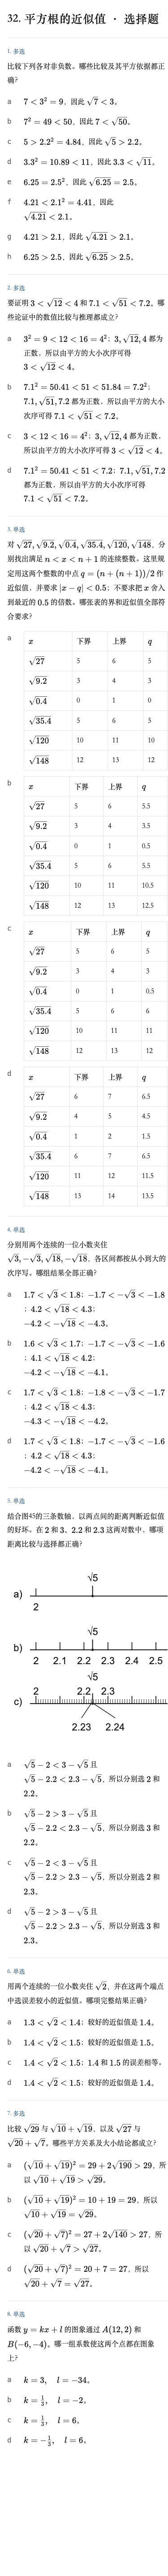 32. 平方根的近似值 · 选择题
1. 多选
比较下列各对非负数。哪些比较及其平方依据都正
确?
a 7 < 3² = 9，因此 √7 < 3。
b 7² = 49 < 50，因此 7 < √50。
c 5 > 2.2² = 4.84，因此 √5 > 2.2。
d 3.3² = 10.89 < 11，因此 3.3 < √11。
e 6.25 = 2.5²，因此 √6.25 = 2.5。
f 4.21 < 2.1² = 4.41，因此
√4.21 < 2.1。
g 4.21 > 2.1，因此 √4.21 > 2.1。
h 6.25 > 2.5，因此 √6.25 > 2.5。
2. 多选
要证明 3 < √12 < 4 和 7.1 < √51 < 7.2，哪
些论证中的数值比较与推理都成立?
a 3² = 9 < 12 < 16 = 4²；3, √12, 4 都为
正数，所以由平方的大小次序可得
3 < √12 < 4。
b 7.1² = 50.41 < 51 < 51.84 = 7.2²；
7.1, √51, 7.2 都为正数，所以由平方的大小
次序可得 7.1 < √51 < 7.2。
c 3 < 12 < 16 = 4²；3, √12, 4 都为正数，
所以由平方的大小次序可得 3 < √12 < 4。
d 7.1² = 50.41 < 51 < 7.2；7.1, √51, 7.2
都为正数，所以由平方的大小次序可得
7.1 < √51 < 7.2。
3. 单选
对 √27, √9.2, √0.4, √35.4, √120, √148，分
别找出满足 n < x < n + 1 的连续整数。这里规
定用这两个整数的中点 q = (n + (n + 1))/2 作
近似值，并要求 |x − q| < 0.5；不要求把 x 舍入
到最近的 0.5 的倍数。哪张表的界和近似值全部符
合要求?
a x 下界 上界 q
√27 5 6 5
√9.2 3 4 3
√0.4 0 1 0
√35.4 5 6 5
√120 10 11 10
√148 12 13 12
b x 下界 上界 q
√27 5 6 5.5
√9.2 3 4 3.5
√0.4 0 1 0.5
√35.4 5 6 5.5
√120 10 11 10.5
√148 12 13 12.5
c x 下界 上界 q
√27 5 6 5
√9.2 3 4 3
√0.4 0 1 0.5
√35.4 5 6 6
√120 10 11 11
√148 12 13 12
d x 下界 上界 q
√27 6 7 6.5
√9.2 4 5 4.5
√0.4 1 2 1.5
√35.4 6 7 6.5
√120 11 12 11.5
√148 13 14 13.5
4. 单选
分别用两个连续的一位小数夹住
√3, −√3, √18, −√18。各区间都按从小到大的
次序写。哪组结果全部正确?
a 1.7 < √3 < 1.8；−1.7 < −√3 < −1.8
；4.2 < √18 < 4.3；
−4.2 < −√18 < −4.3。
b 1.6 < √3 < 1.7；−1.7 < −√3 < −1.6
；4.1 < √18 < 4.2；
−4.2 < −√18 < −4.1。
c 1.7 < √3 < 1.8；−1.8 < −√3 < −1.7
；4.2 < √18 < 4.3；
−4.3 < −√18 < −4.2。
d 1.7 < √3 < 1.8；−1.7 < −√3 < −1.6
；4.2 < √18 < 4.3；
−4.2 < −√18 < −4.1。
5. 单选
结合图45的三条数轴，以两点间的距离判断近似值
的好坏。在 2 和 3、2.2 和 2.3 这两对数中，哪项
距离比较与选择都正确?
√5
a)
2
√5
b)
2 2.1 2.2 2.3 2.4 2.5
√5
c) 2 2.2 2.3
2.23 2.24
a √5 − 2 < 3 − √5 且
√5 − 2.2 < 2.3 − √5，所以分别选 2 和
2.2。
b √5 − 2 > 3 − √5 且
√5 − 2.2 < 2.3 − √5，所以分别选 3 和
2.2。
c √5 − 2 < 3 − √5 且
√5 − 2.2 > 2.3 − √5，所以分别选 2 和
2.3。
d √5 − 2 > 3 − √5 且
√5 − 2.2 > 2.3 − √5，所以分别选 3 和
2.3。
6. 单选
用两个连续的一位小数夹住 √2，并在这两个端点
中选误差较小的近似值。哪项完整结果正确?
a 1.3 < √2 < 1.4；较好的近似值是 1.4。
b 1.4 < √2 < 1.5；较好的近似值是 1.5。
c 1.4 < √2 < 1.5；1.4 和 1.5 的误差相等。
d 1.4 < √2 < 1.5；较好的近似值是 1.4。
7. 多选
比较 √29 与 √10 + √19，以及 √27 与
√20 + √7。哪些平方关系及大小结论都成立?
a (√10 + √19)² = 29 + 2√190 > 29，所
以 √10 + √19 > √29。
b (√10 + √19)² = 10 + 19 = 29，所以
√10 + √19 = √29。
c (√20 + √7)² = 27 + 2√140 > 27，所
以 √20 + √7 > √27。
d (√20 + √7)² = 20 + 7 = 27，所以
√20 + √7 = √27。
8. 单选
函数 y = kx + l 的图象通过 A(12, 2) 和
B(−6, −4)。哪一组系数使这两个点都在图象
上?
a k = 3, l = −34。
b k = 1/3, l = −2。
c k = 1/3, l = 6。
d k = −1/3, l = 6。